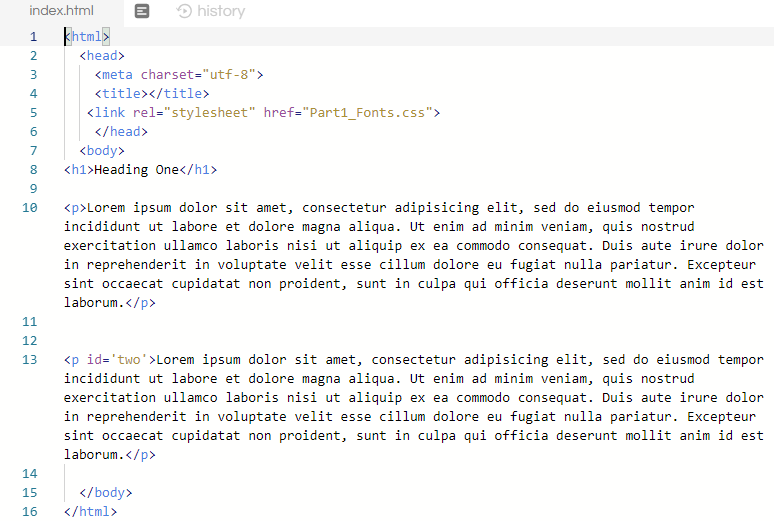 index.html history
1 <html>
2 <head>
3 <meta charset="utf-8">
4 <title></title>
5 <link rel="stylesheet" href="Part1_Fonts.css">
6 </head>
7 <body>
8 <h1>Heading One</h1>
9
10 <p>Lorem ipsum dolor sit amet, consectetur adipisicing elit, sed do eiusmod tempor
incididunt ut labore et dolore magna aliqua. Ut enim ad minim veniam, quis nostrud
exercitation ullamco laboris nisi ut aliquip ex ea commodo consequat. Duis aute irure dolor
in reprehenderit in voluptate velit esse cillum dolore eu fugiat nulla pariatur. Excepteur
sint occaecat cupidatat non proident, sunt in culpa qui officia deserunt mollit anim id est
laborum.</p>
11
12
13 <p id='two'>Lorem ipsum dolor sit amet, consectetur adipisicing elit, sed do eiusmod tempor
incididunt ut labore et dolore magna aliqua. Ut enim ad minim veniam, quis nostrud
exercitation ullamco laboris nisi ut aliquip ex ea commodo consequat. Duis aute irure dolor
in reprehenderit in voluptate velit esse cillum dolore eu fugiat nulla pariatur. Excepteur
sint occaecat cupidatat non proident, sunt in culpa qui officia deserunt mollit anim id est
laborum.</p>
14
15 </body>
16 </html>